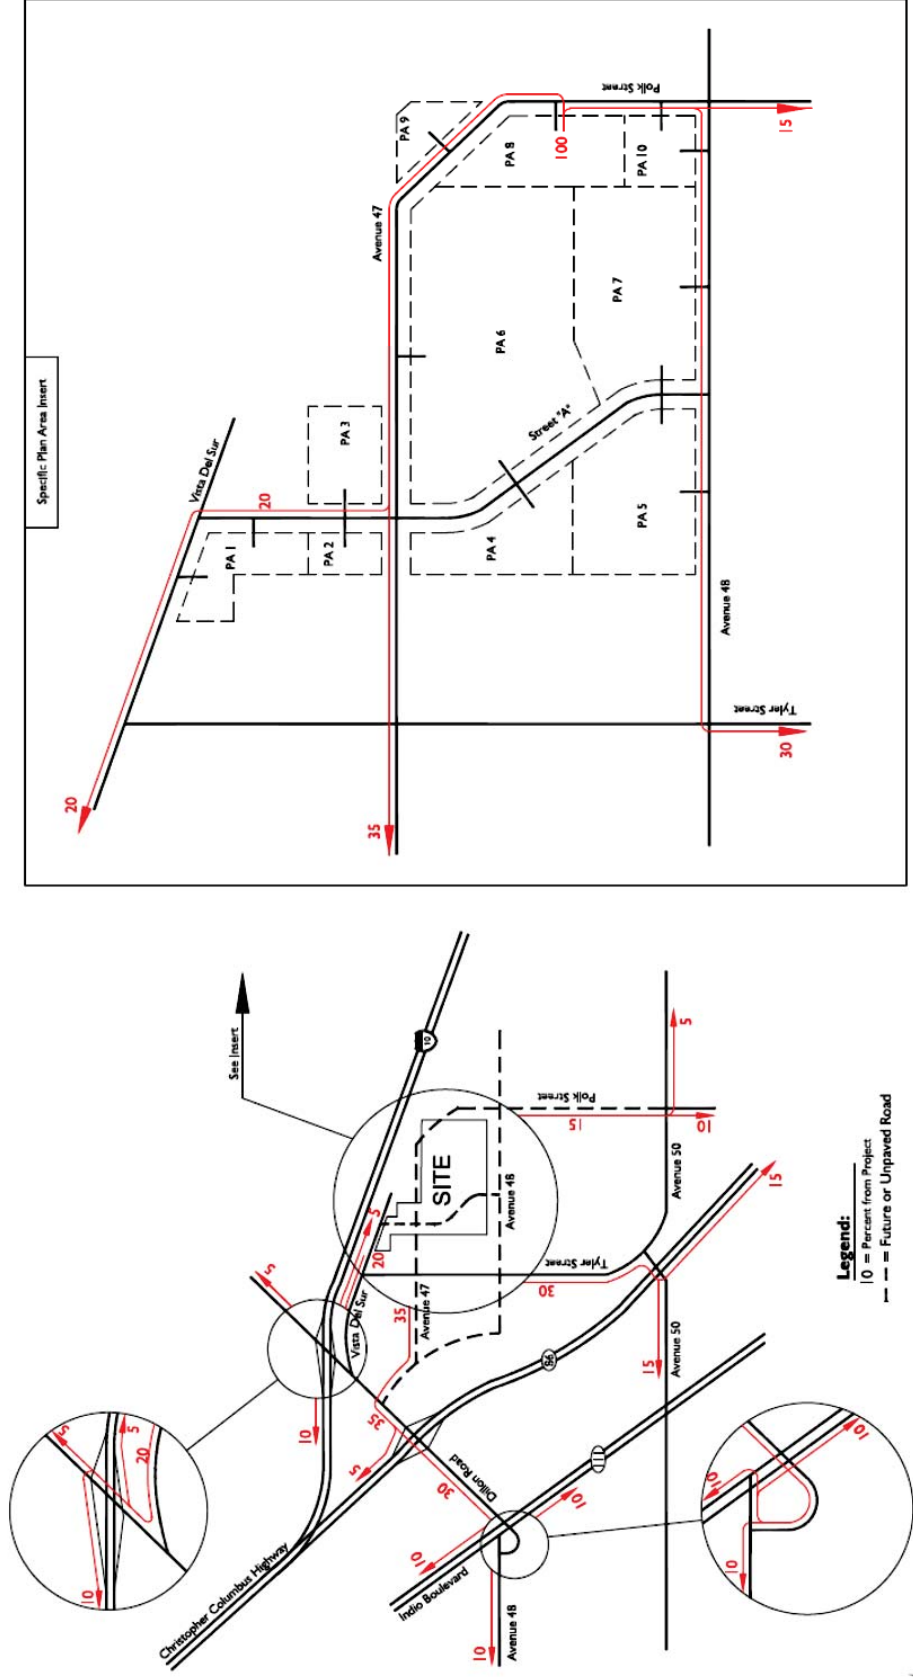 Specific Plan Area Insert
Vista Del Sur
20
20
PA 1
PA 2
PA 3
Avenue 47
35
PA 9
PA 8
100
Polk Street
PA 10
15
PA 6
PA 7
Street "A"
PA 4
PA 5
Avenue 48
Tyler Street
30
See Insert
10
SITE
Avenue 48
Polk Street
15
10
5
Avenue 50
Tyler Street
30
15
15
Avenue 50
86
Avenue 47
35
Vista Del Sur
20
5
5
10
35
5
30
Dillon Road
111
10
10
Indio Boulevard
10
Avenue 48
Christopher Columbus Highway
5
5
20
10
10
10
10
Legend:
10 = Percent from Project
= Future or Unpaved Road